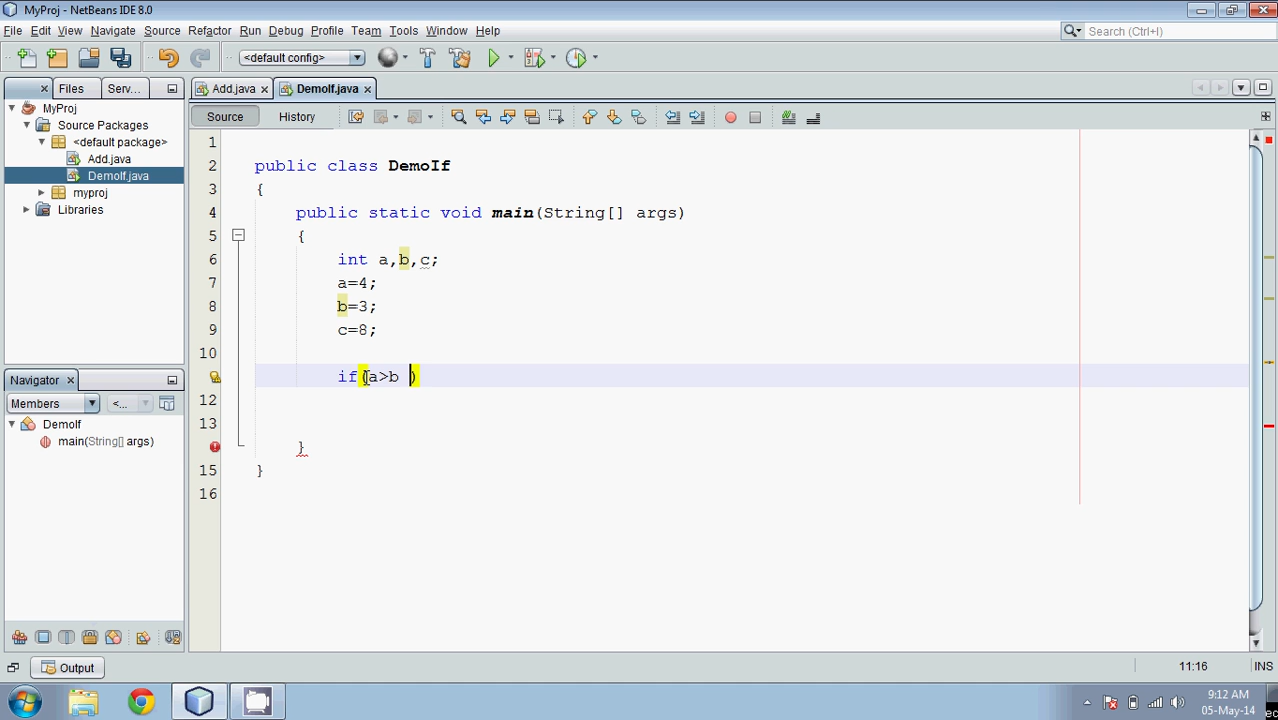 MyProj - NetBeans IDE 8.0
File Edit View Navigate Source Refactor Run Debug Profile Team Tools Window Help
Search (Ctrl+I)
<default config>
Files Serv...
Add.java DemoIf.java
MyProj
Source Packages
<default package>
Add.java
DemoIf.java
myproj
Libraries
Source History
1
2 public class DemoIf
3 {
4 public static void main(String[] args)
5 {
6 int a,b,c;
7 a=4;
8 b=3;
9 c=8;
10
if(a>b )
12
13
}
15 }
16
Navigator
Members <...
DemoIf
main(String[] args)
Output
11:16 INS
9:12 AM
05-May-14